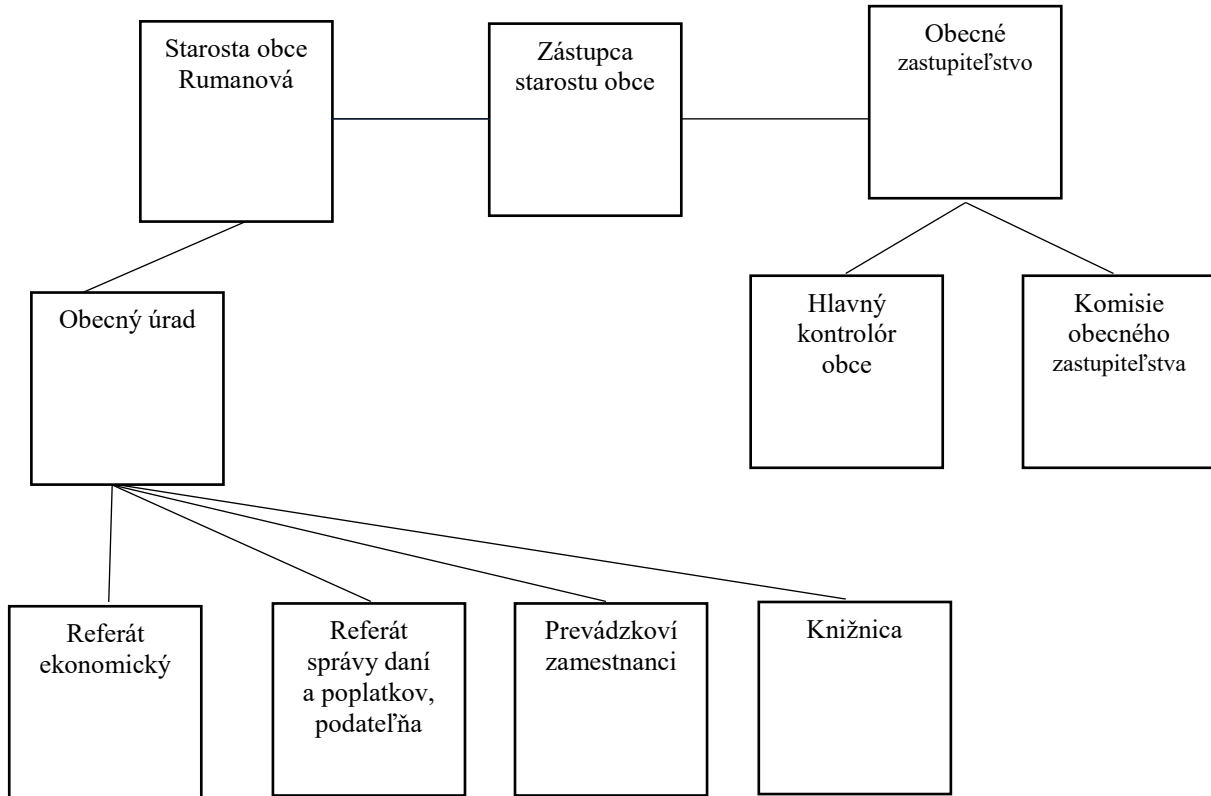 Starosta obce
Rumanová
Zástupca
starostu obce
Obecné
zastupiteľstvo
Obecný úrad
Hlavný
kontrolór
obce
Komisie
obecného
zastupiteľstva
Referát
ekonomický
Referát
správy daní
a poplatkov,
podateľňa
Prevádzkoví
zamestnanci
Knižnica